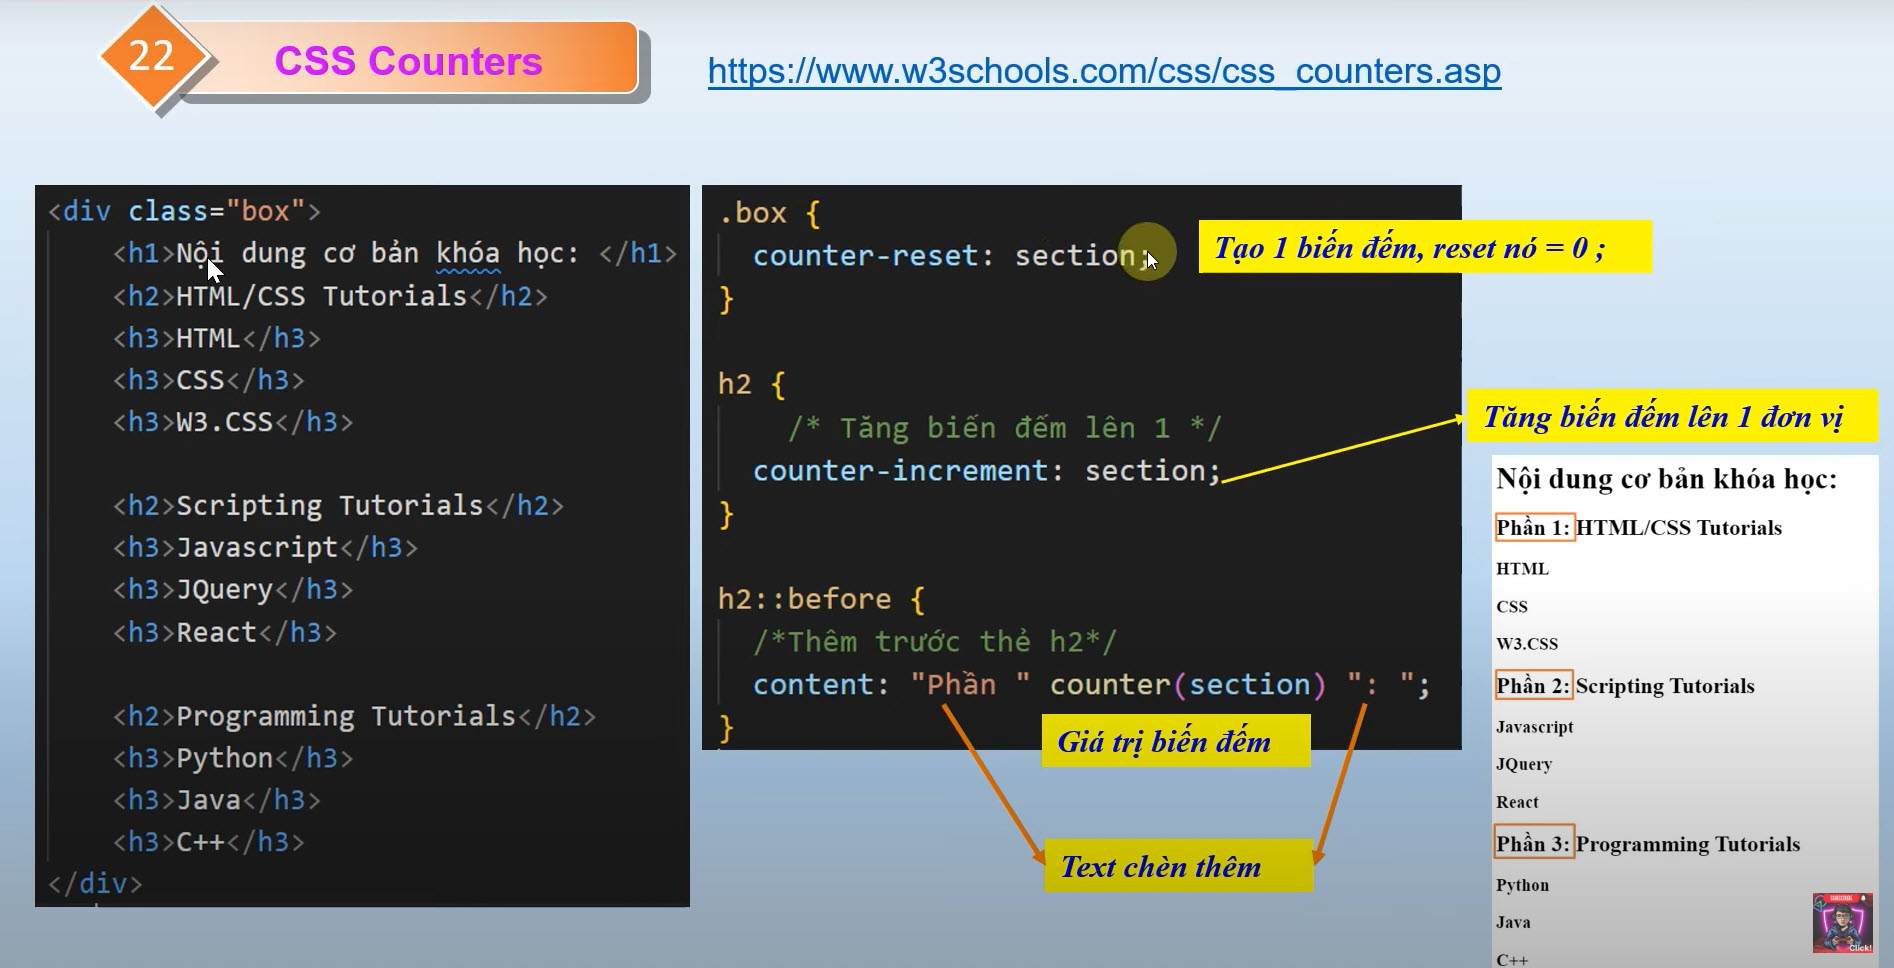 22
CSS Counters
https://www.w3schools.com/css/css_counters.asp
<div class="box">
<h1>Nội dung cơ bản khóa học: </h1>
<h2>HTML/CSS Tutorials</h2>
<h3>HTML</h3>
<h3>CSS</h3>
<h3>W3.CSS</h3>
<h2>Scripting Tutorials</h2>
<h3>Javascript</h3>
<h3>JQuery</h3>
<h3>React</h3>
<h2>Programming Tutorials</h2>
<h3>Python</h3>
<h3>Java</h3>
<h3>C++</h3>
</div>
.box {
counter-reset: section;
}
h2 {
/* Tăng biến đếm lên 1 */
counter-increment: section;
}
h2::before {
/*Thêm trước thẻ h2*/
content: "Phần " counter(section) ": ";
}
Tạo 1 biến đếm, reset nó = 0 ;
Tăng biến đếm lên 1 đơn vị
Giá trị biến đếm
Text chèn thêm
Nội dung cơ bản khóa học:
Phần 1: HTML/CSS Tutorials
HTML
CSS
W3.CSS
Phần 2: Scripting Tutorials
Javascript
JQuery
React
Phần 3: Programming Tutorials
Python
Java
C++
SUBSCRIBE
Click!